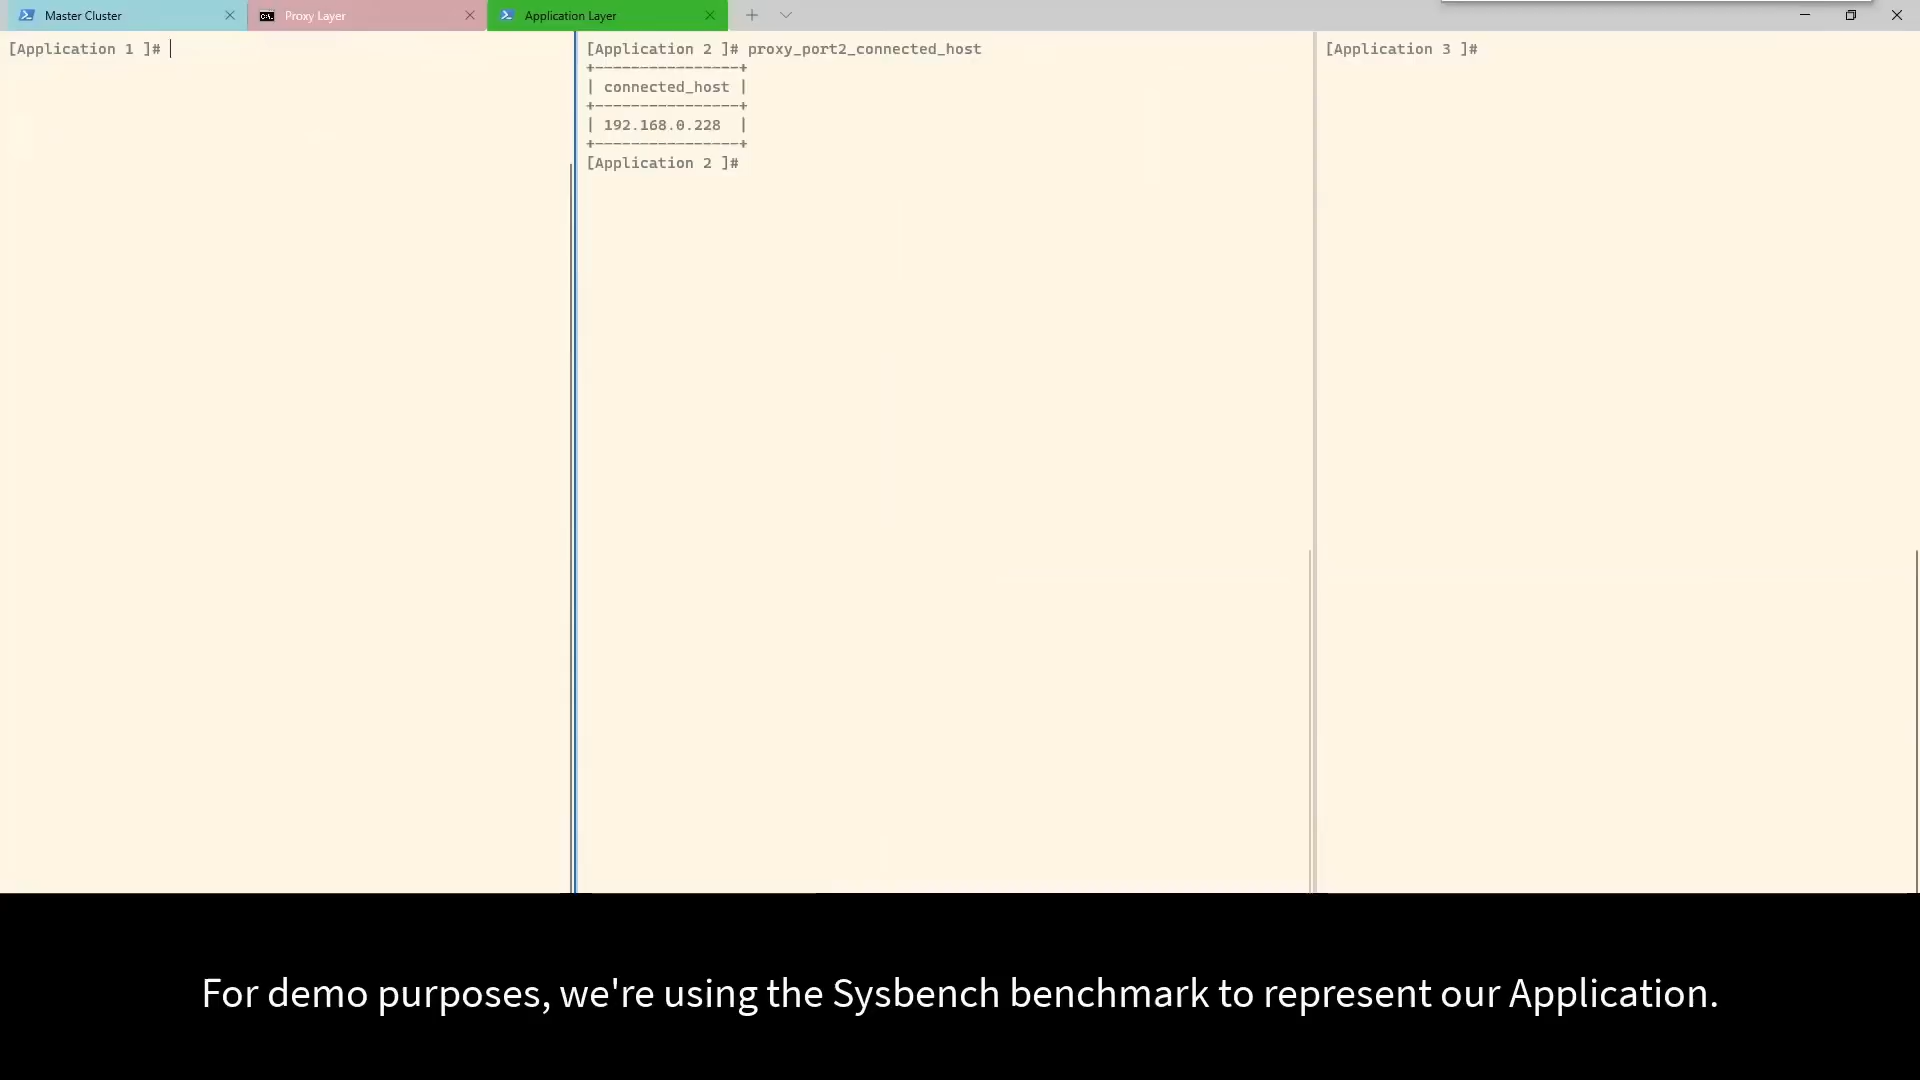 Master Cluster
Proxy Layer
Application Layer
[Application 1 ]#
[Application 2 ]# proxy_port2_connected_host
+----------------+
| connected_host |
+----------------+
| 192.168.0.228  |
+----------------+
[Application 2 ]#
[Application 3 ]#
For demo purposes, we're using the Sysbench benchmark to represent our Application.